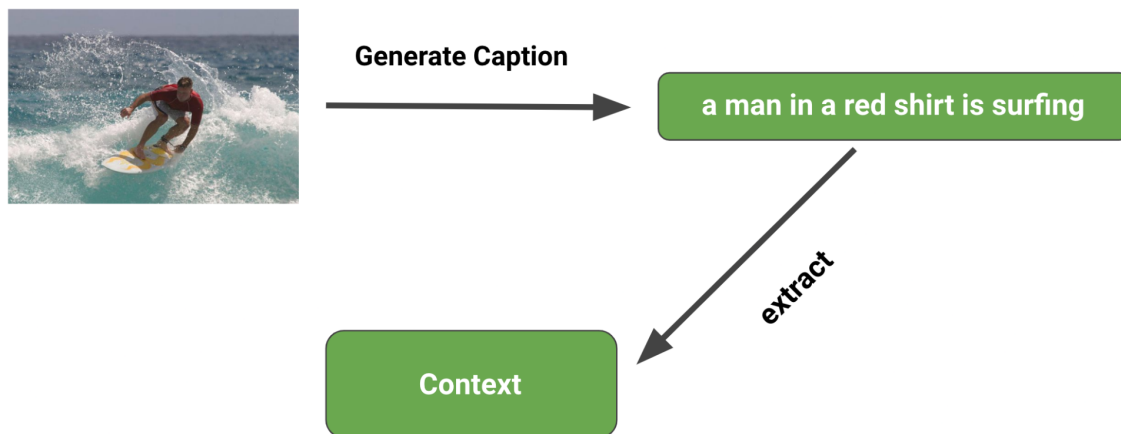 Generate Caption
a man in a red shirt is surfing
extract
Context